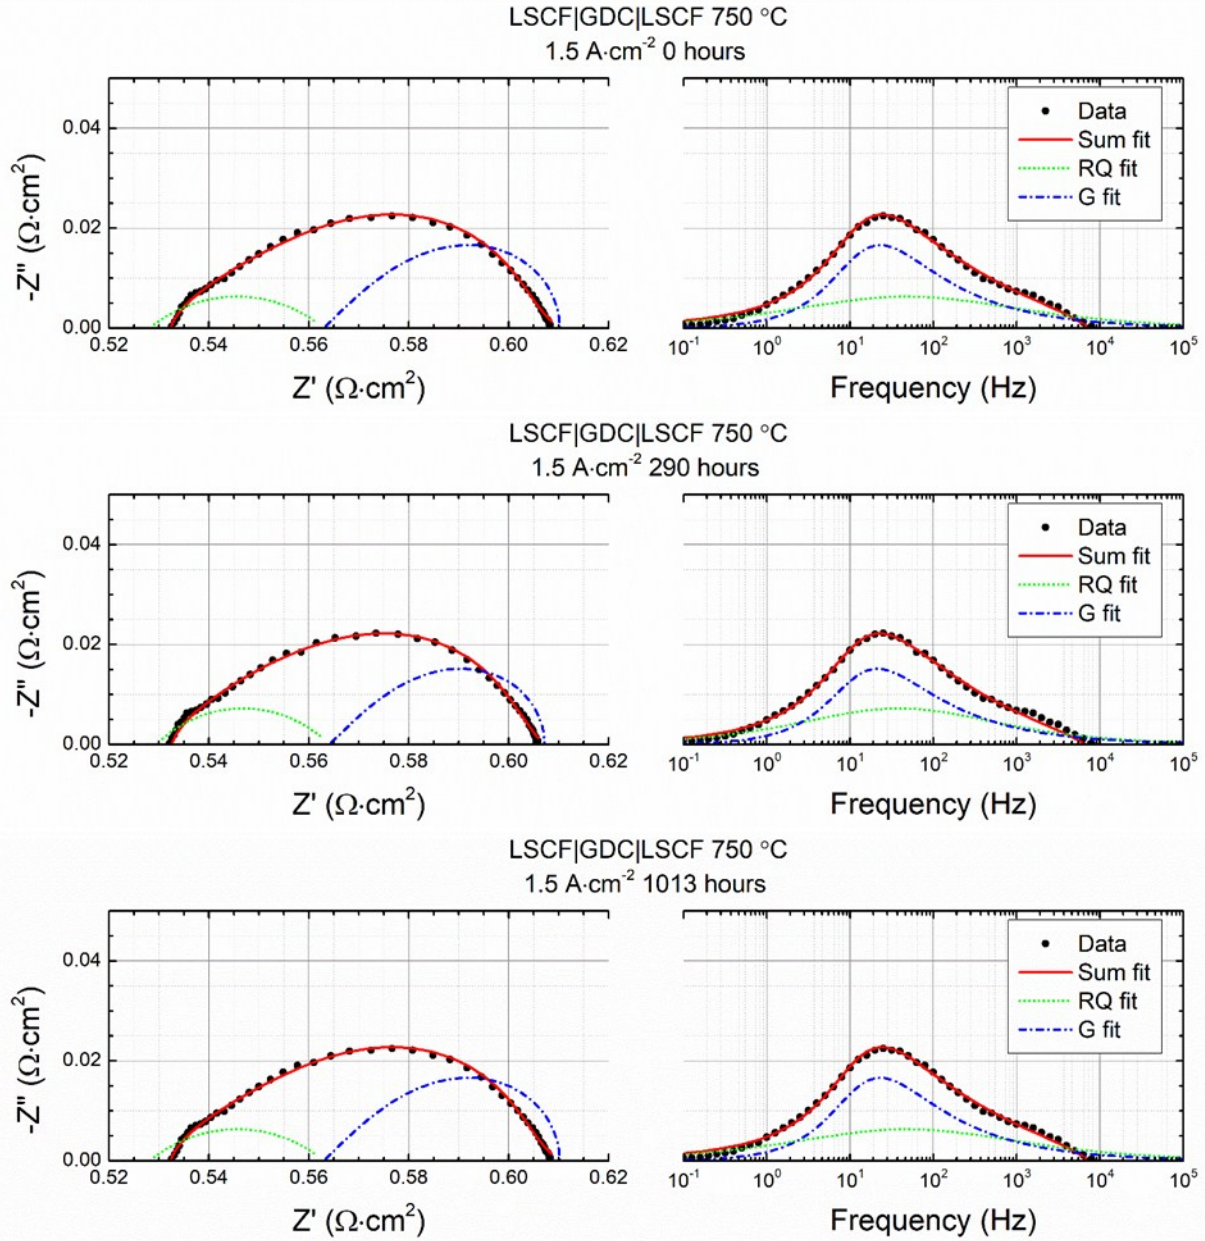 LSCF|GDC|LSCF 750 °C
1.5 A·cm⁻² 0 hours
-Z" (Ω·cm²)
0.04
0.02
0.00
0.52 0.54 0.56 0.58 0.60 0.62
Z' (Ω·cm²)
Data
Sum fit
RQ fit
G fit
10⁻¹ 10⁰ 10¹ 10² 10³ 10⁴ 10⁵
Frequency (Hz)
LSCF|GDC|LSCF 750 °C
1.5 A·cm⁻² 290 hours
-Z" (Ω·cm²)
0.04
0.02
0.00
0.52 0.54 0.56 0.58 0.60 0.62
Z' (Ω·cm²)
Data
Sum fit
RQ fit
G fit
10⁻¹ 10⁰ 10¹ 10² 10³ 10⁴ 10⁵
Frequency (Hz)
LSCF|GDC|LSCF 750 °C
1.5 A·cm⁻² 1013 hours
-Z" (Ω·cm²)
0.04
0.02
0.00
0.52 0.54 0.56 0.58 0.60 0.62
Z' (Ω·cm²)
Data
Sum fit
RQ fit
G fit
10⁻¹ 10⁰ 10¹ 10² 10³ 10⁴ 10⁵
Frequency (Hz)